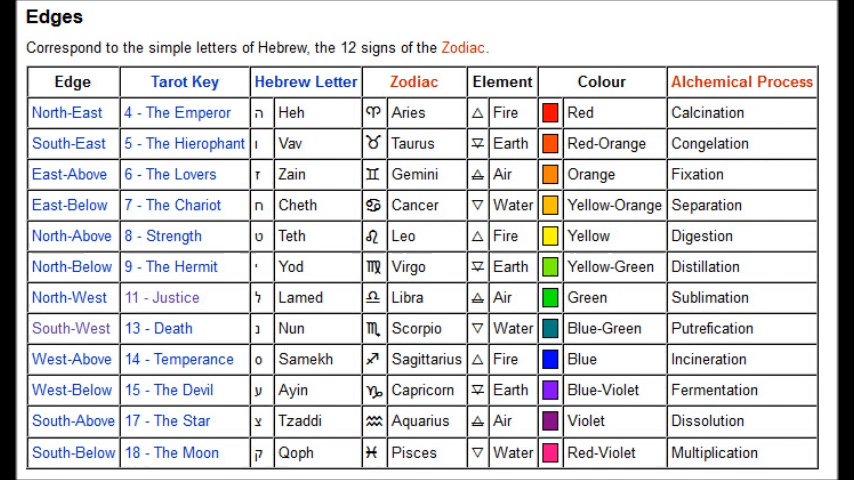 Edges
Correspond to the simple letters of Hebrew, the 12 signs of the Zodiac.
Edge Tarot Key Hebrew Letter Zodiac Element Colour Alchemical Process
North-East 4 - The Emperor ה Heh ♈ Aries 🜂 Fire Red Calcination
South-East 5 - The Hierophant ו Vav ♉ Taurus 🜃 Earth Red-Orange Congelation
East-Above 6 - The Lovers ז Zain ♊ Gemini 🜁 Air Orange Fixation
East-Below 7 - The Chariot ח Cheth ♋ Cancer 🜄 Water Yellow-Orange Separation
North-Above 8 - Strength ט Teth ♌ Leo 🜂 Fire Yellow Digestion
North-Below 9 - The Hermit י Yod ♍ Virgo 🜃 Earth Yellow-Green Distillation
North-West 11 - Justice ל Lamed ♎ Libra 🜁 Air Green Sublimation
South-West 13 - Death נ Nun ♏ Scorpio 🜄 Water Blue-Green Putrefication
West-Above 14 - Temperance ס Samekh ♐ Sagittarius 🜂 Fire Blue Incineration
West-Below 15 - The Devil ע Ayin ♑ Capricorn 🜃 Earth Blue-Violet Fermentation
South-Above 17 - The Star צ Tzaddi ♒ Aquarius 🜁 Air Violet Dissolution
South-Below 18 - The Moon ק Qoph ♓ Pisces 🜄 Water Red-Violet Multiplication